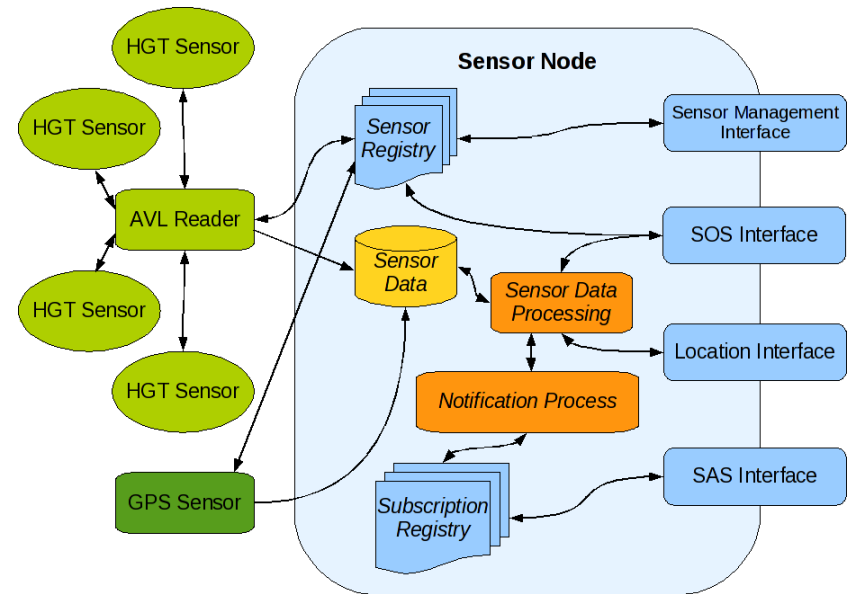 HGT Sensor
Sensor Node
HGT Sensor
Sensor
Registry
Sensor Management
Interface
AVL Reader
SOS Interface
Sensor
Data
Sensor Data
Processing
HGT Sensor
Location Interface
HGT Sensor
Notification Process
GPS Sensor
SAS Interface
Subscription
Registry